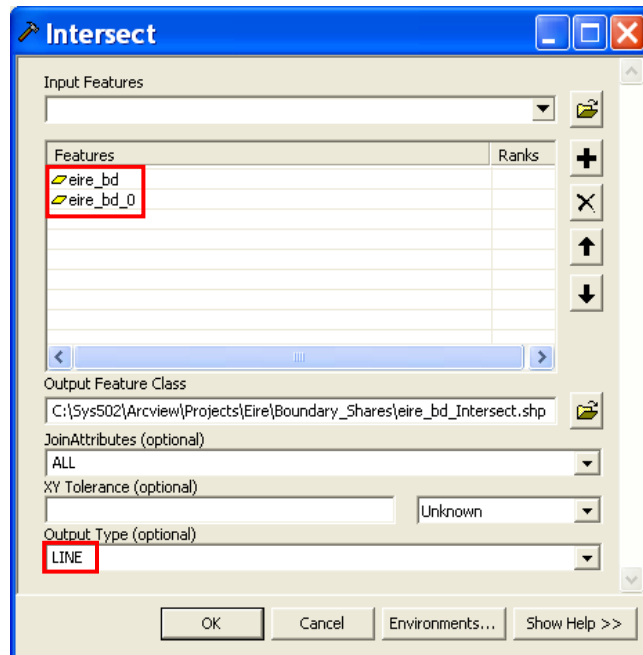 Intersect
Input Features
Features Ranks
eire_bd
eire_bd_0
Output Feature Class
C:\Sys502\Arcview\Projects\Eire\Boundary_Shares\eire_bd_Intersect.shp
JoinAttributes (optional)
ALL
XY Tolerance (optional)
Unknown
Output Type (optional)
LINE
OK Cancel Environments... Show Help >>